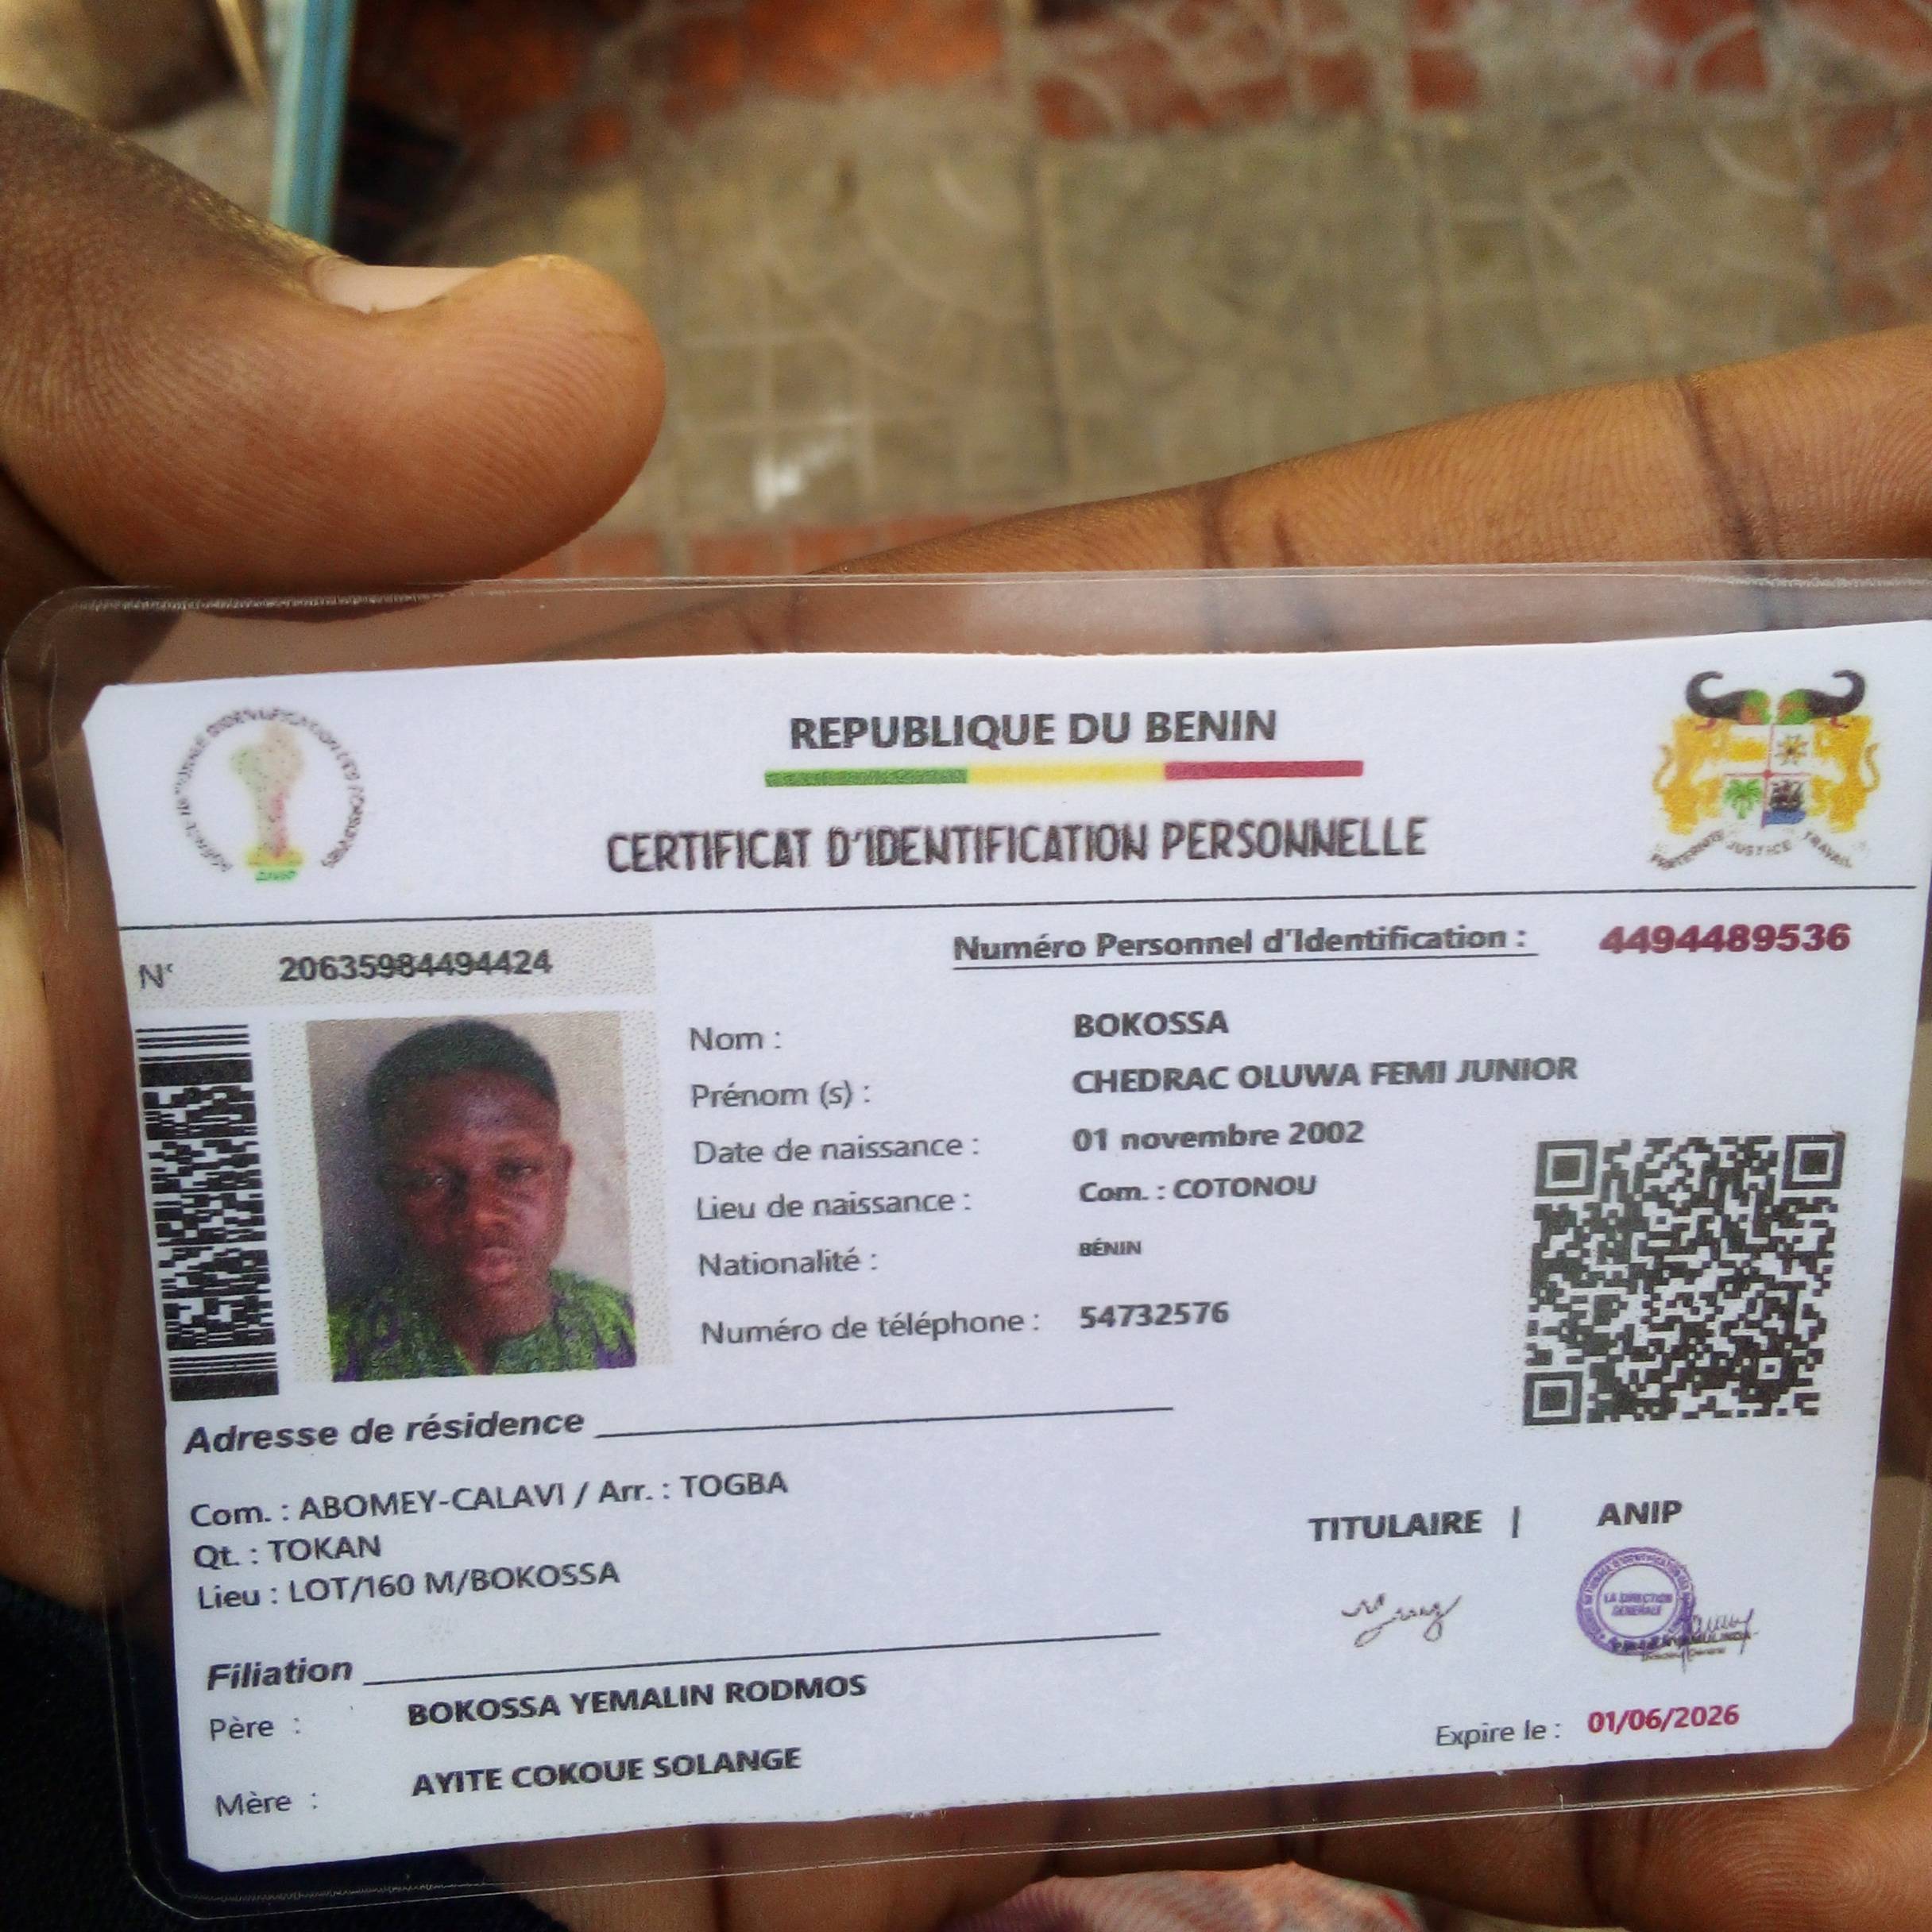 REPUBLIQUE DU BENIN
CERTIFICAT D'IDENTIFICATION PERSONNELLE
FRATERNITE JUSTICE TRAVAIL
N° 20635984494424
Numéro Personnel d'Identification : 4494489536
Nom : BOKOSSA
Prénom (s) : CHEDRAC OLUWA FEMI JUNIOR
Date de naissance : 01 novembre 2002
Lieu de naissance : Com. : COTONOU
Nationalité : BÉNIN
Numéro de téléphone : 54732576
Adresse de résidence
Com. : ABOMEY-CALAVI / Arr. : TOGBA
Qt. : TOKAN
Lieu : LOT/160 M/BOKOSSA
TITULAIRE | ANIP
LA DIRECTION
GENERALE
Filiation
Père : BOKOSSA YEMALIN RODMOS
Mère : AYITE COKOUE SOLANGE
Expire le : 01/06/2026